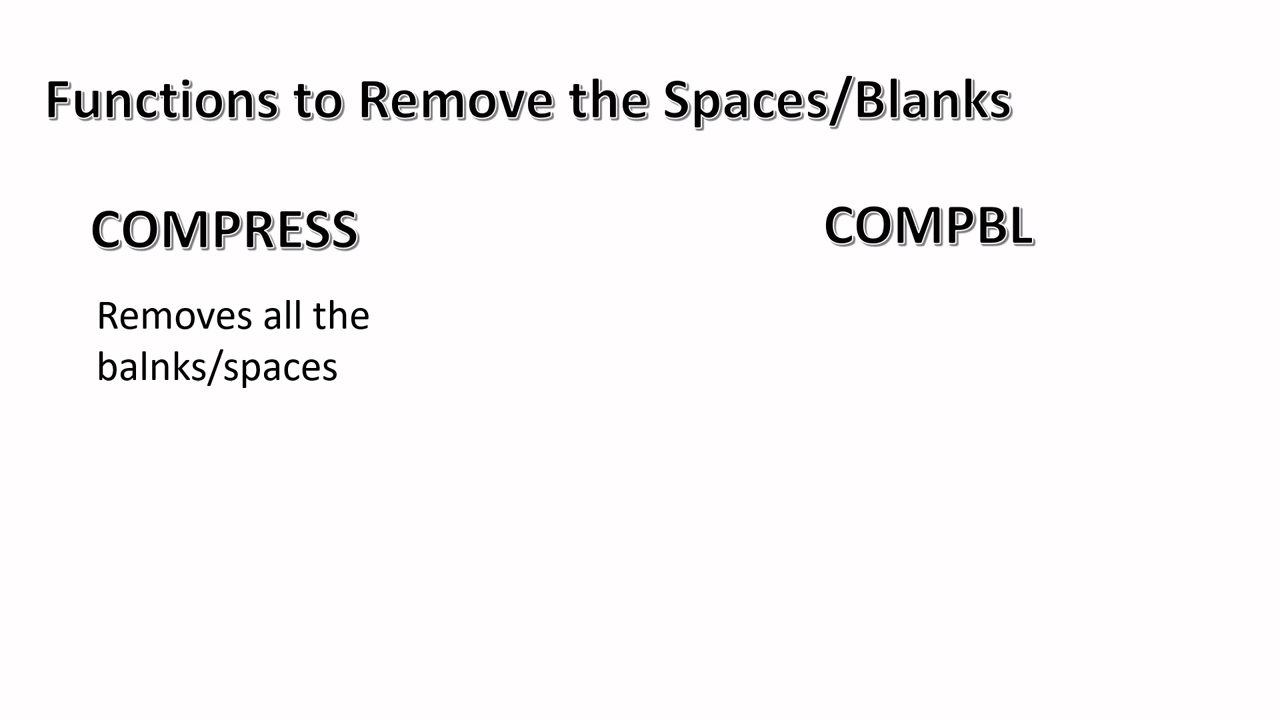 Functions to Remove the Spaces/Blanks
COMPRESS
COMPBL
Removes all the
balnks/spaces